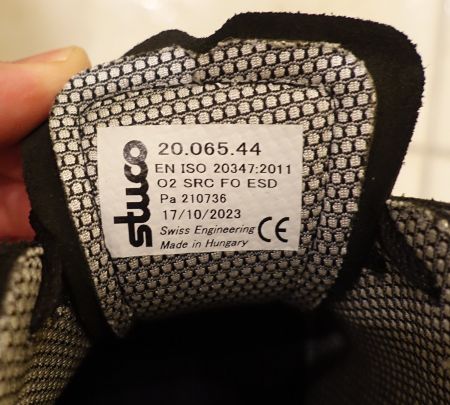 stuco
20.065.44
EN ISO 20347:2011
O2 SRC FO ESD
Pa 210736
17/10/2023
Swiss Engineering
Made in Hungary
CE